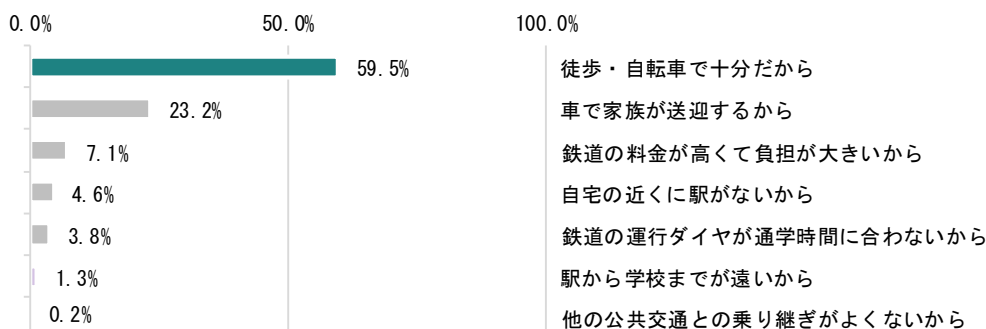 0.0% 50.0% 100.0%
59.5% 徒歩・自転車で十分だから
23.2% 車で家族が送迎するから
7.1% 鉄道の料金が高くて負担が大きいから
4.6% 自宅の近くに駅がないから
3.8% 鉄道の運行ダイヤが通学時間に合わないから
1.3% 駅から学校までが遠いから
0.2% 他の公共交通との乗り継ぎがよくないから